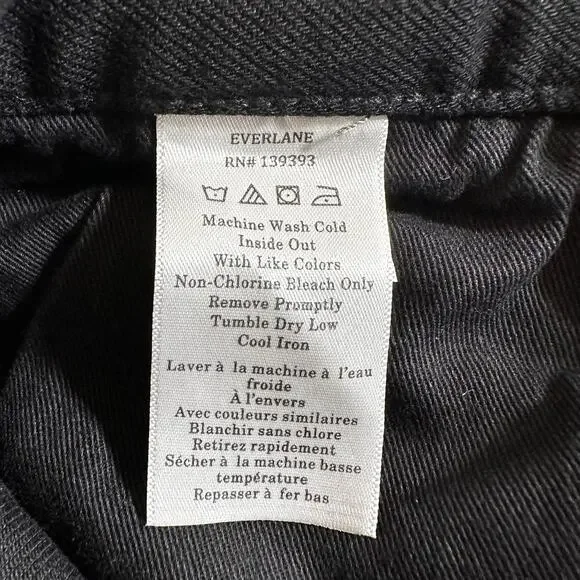 EVERLANE
RN# 139393
Machine Wash Cold
Inside Out
With Like Colors
Non-Chlorine Bleach Only
Remove Promptly
Tumble Dry Low
Cool Iron
Laver à la machine à l'eau
froide
À l'envers
Avec couleurs similaires
Blanchir sans chlore
Retirez rapidement
Sécher à la machine basse
température
Repasser à fer bas